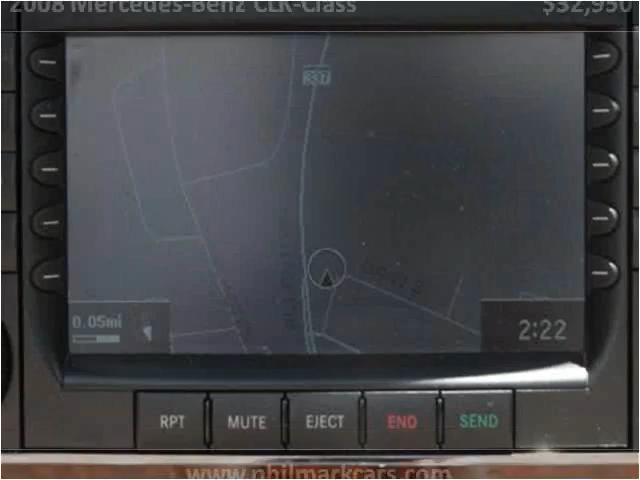 2008 Mercedes-Benz CLK-Class $32,950
337
0.05mi
2:22
RPT MUTE EJECT END SEND
www.philmarkcars.com